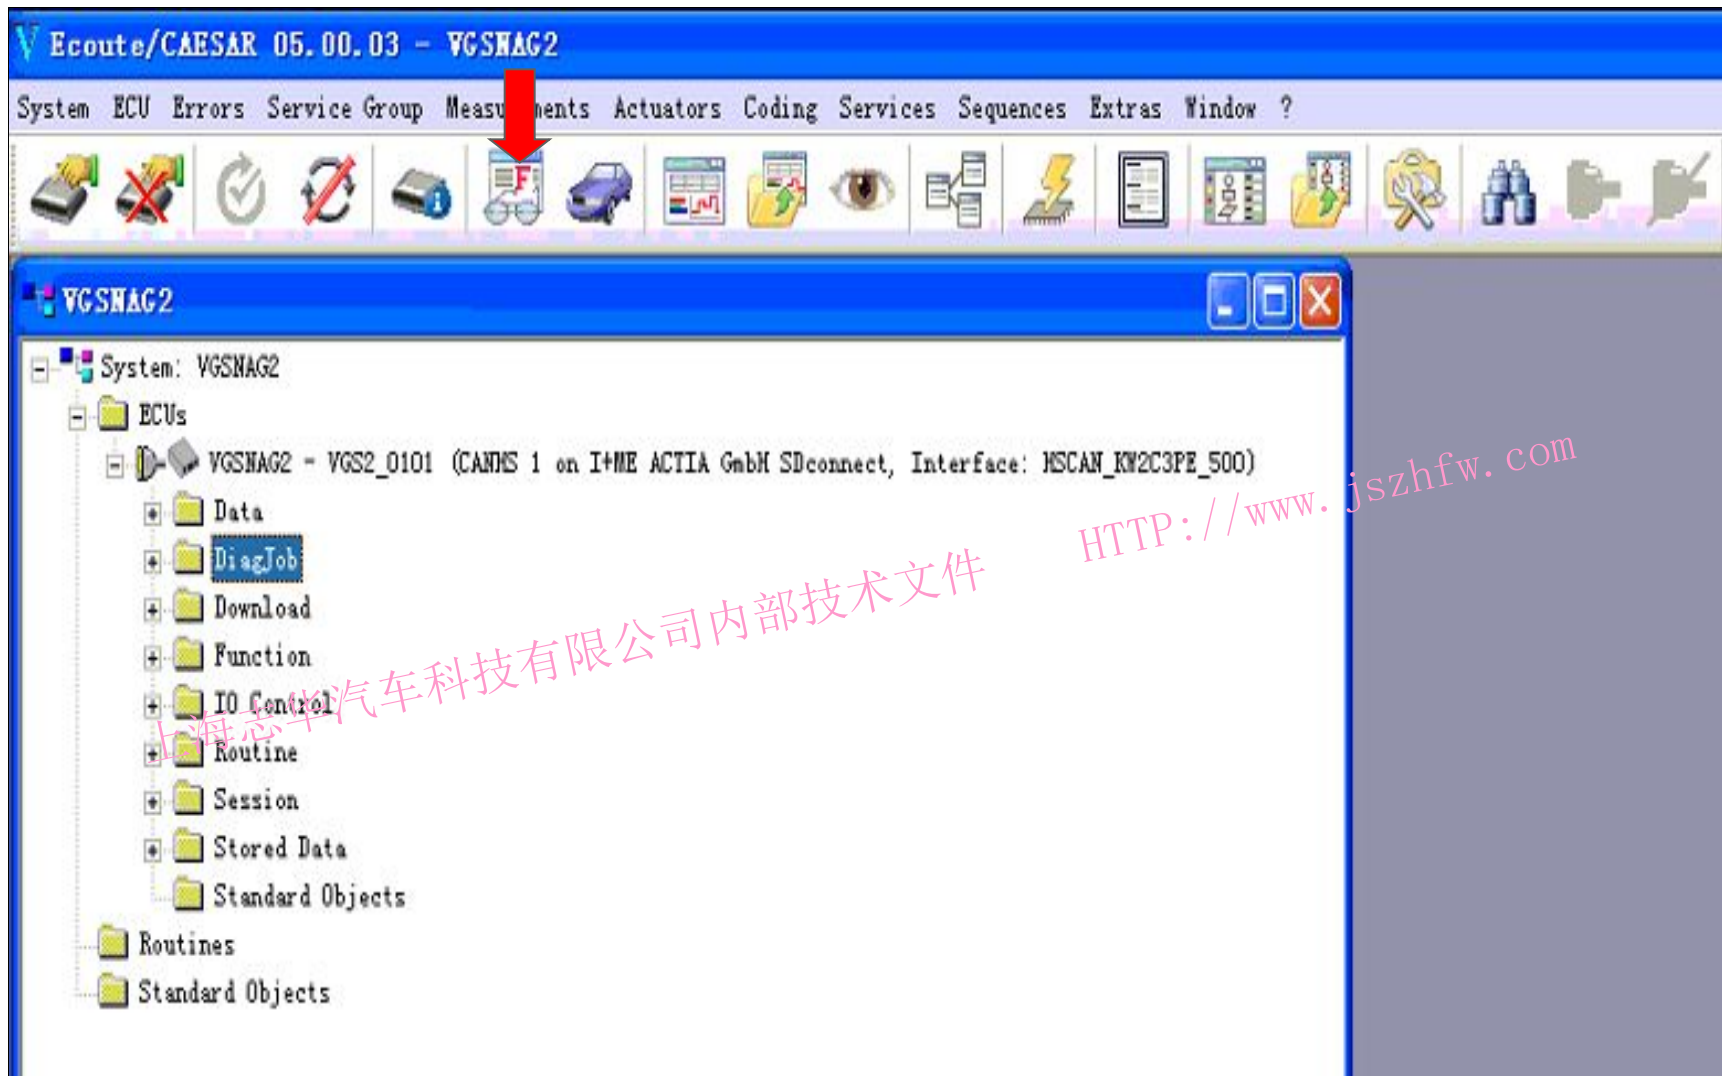 Ecoute/CAESAR 05.00.03 - VGSNAG2
System ECU Errors Service Group Measurements Actuators Coding Services Sequences Extras Window ?
F
VGSNAG2
System: VGSNAG2
ECUs
VGSNAG2 - VGS2_0101 (CANHS 1 on I+ME ACTIA GmbH SDconnect, Interface: HSCAN_KW2C3PE_500)
Data
DiagJob
Download
Function
IO Control
Routine
Session
Stored Data
Standard Objects
Routines
Standard Objects
上海志华汽车科技有限公司内部技术文件 HTTP://www.jszhfw.com